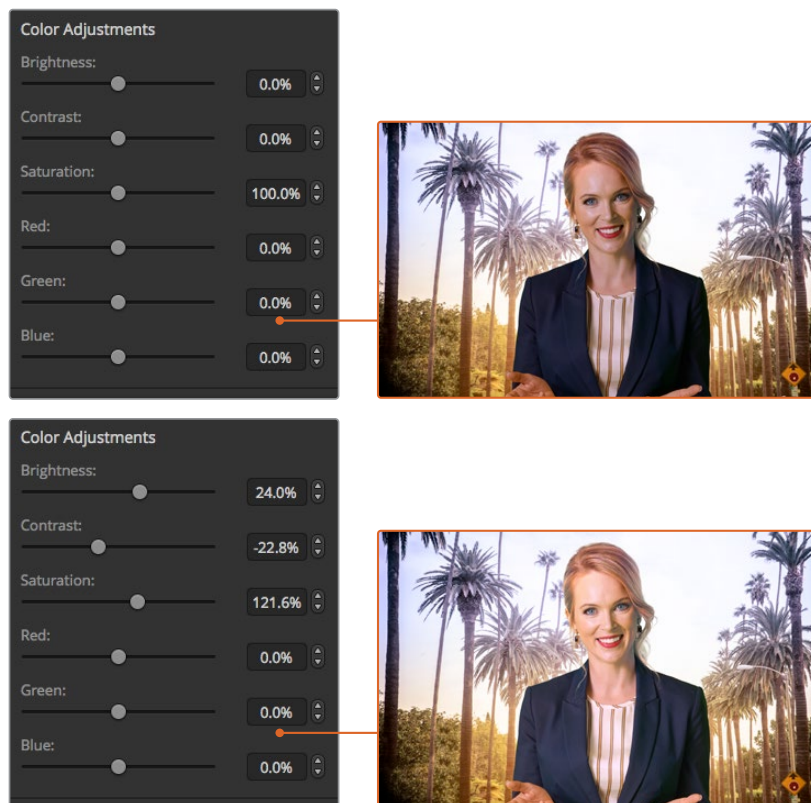 Color Adjustments
Brightness:
0.0%
Contrast:
0.0%
Saturation:
100.0%
Red:
0.0%
Green:
0.0%
Blue:
0.0%
Color Adjustments
Brightness:
24.0%
Contrast:
-22.8%
Saturation:
121.6%
Red:
0.0%
Green:
0.0%
Blue:
0.0%